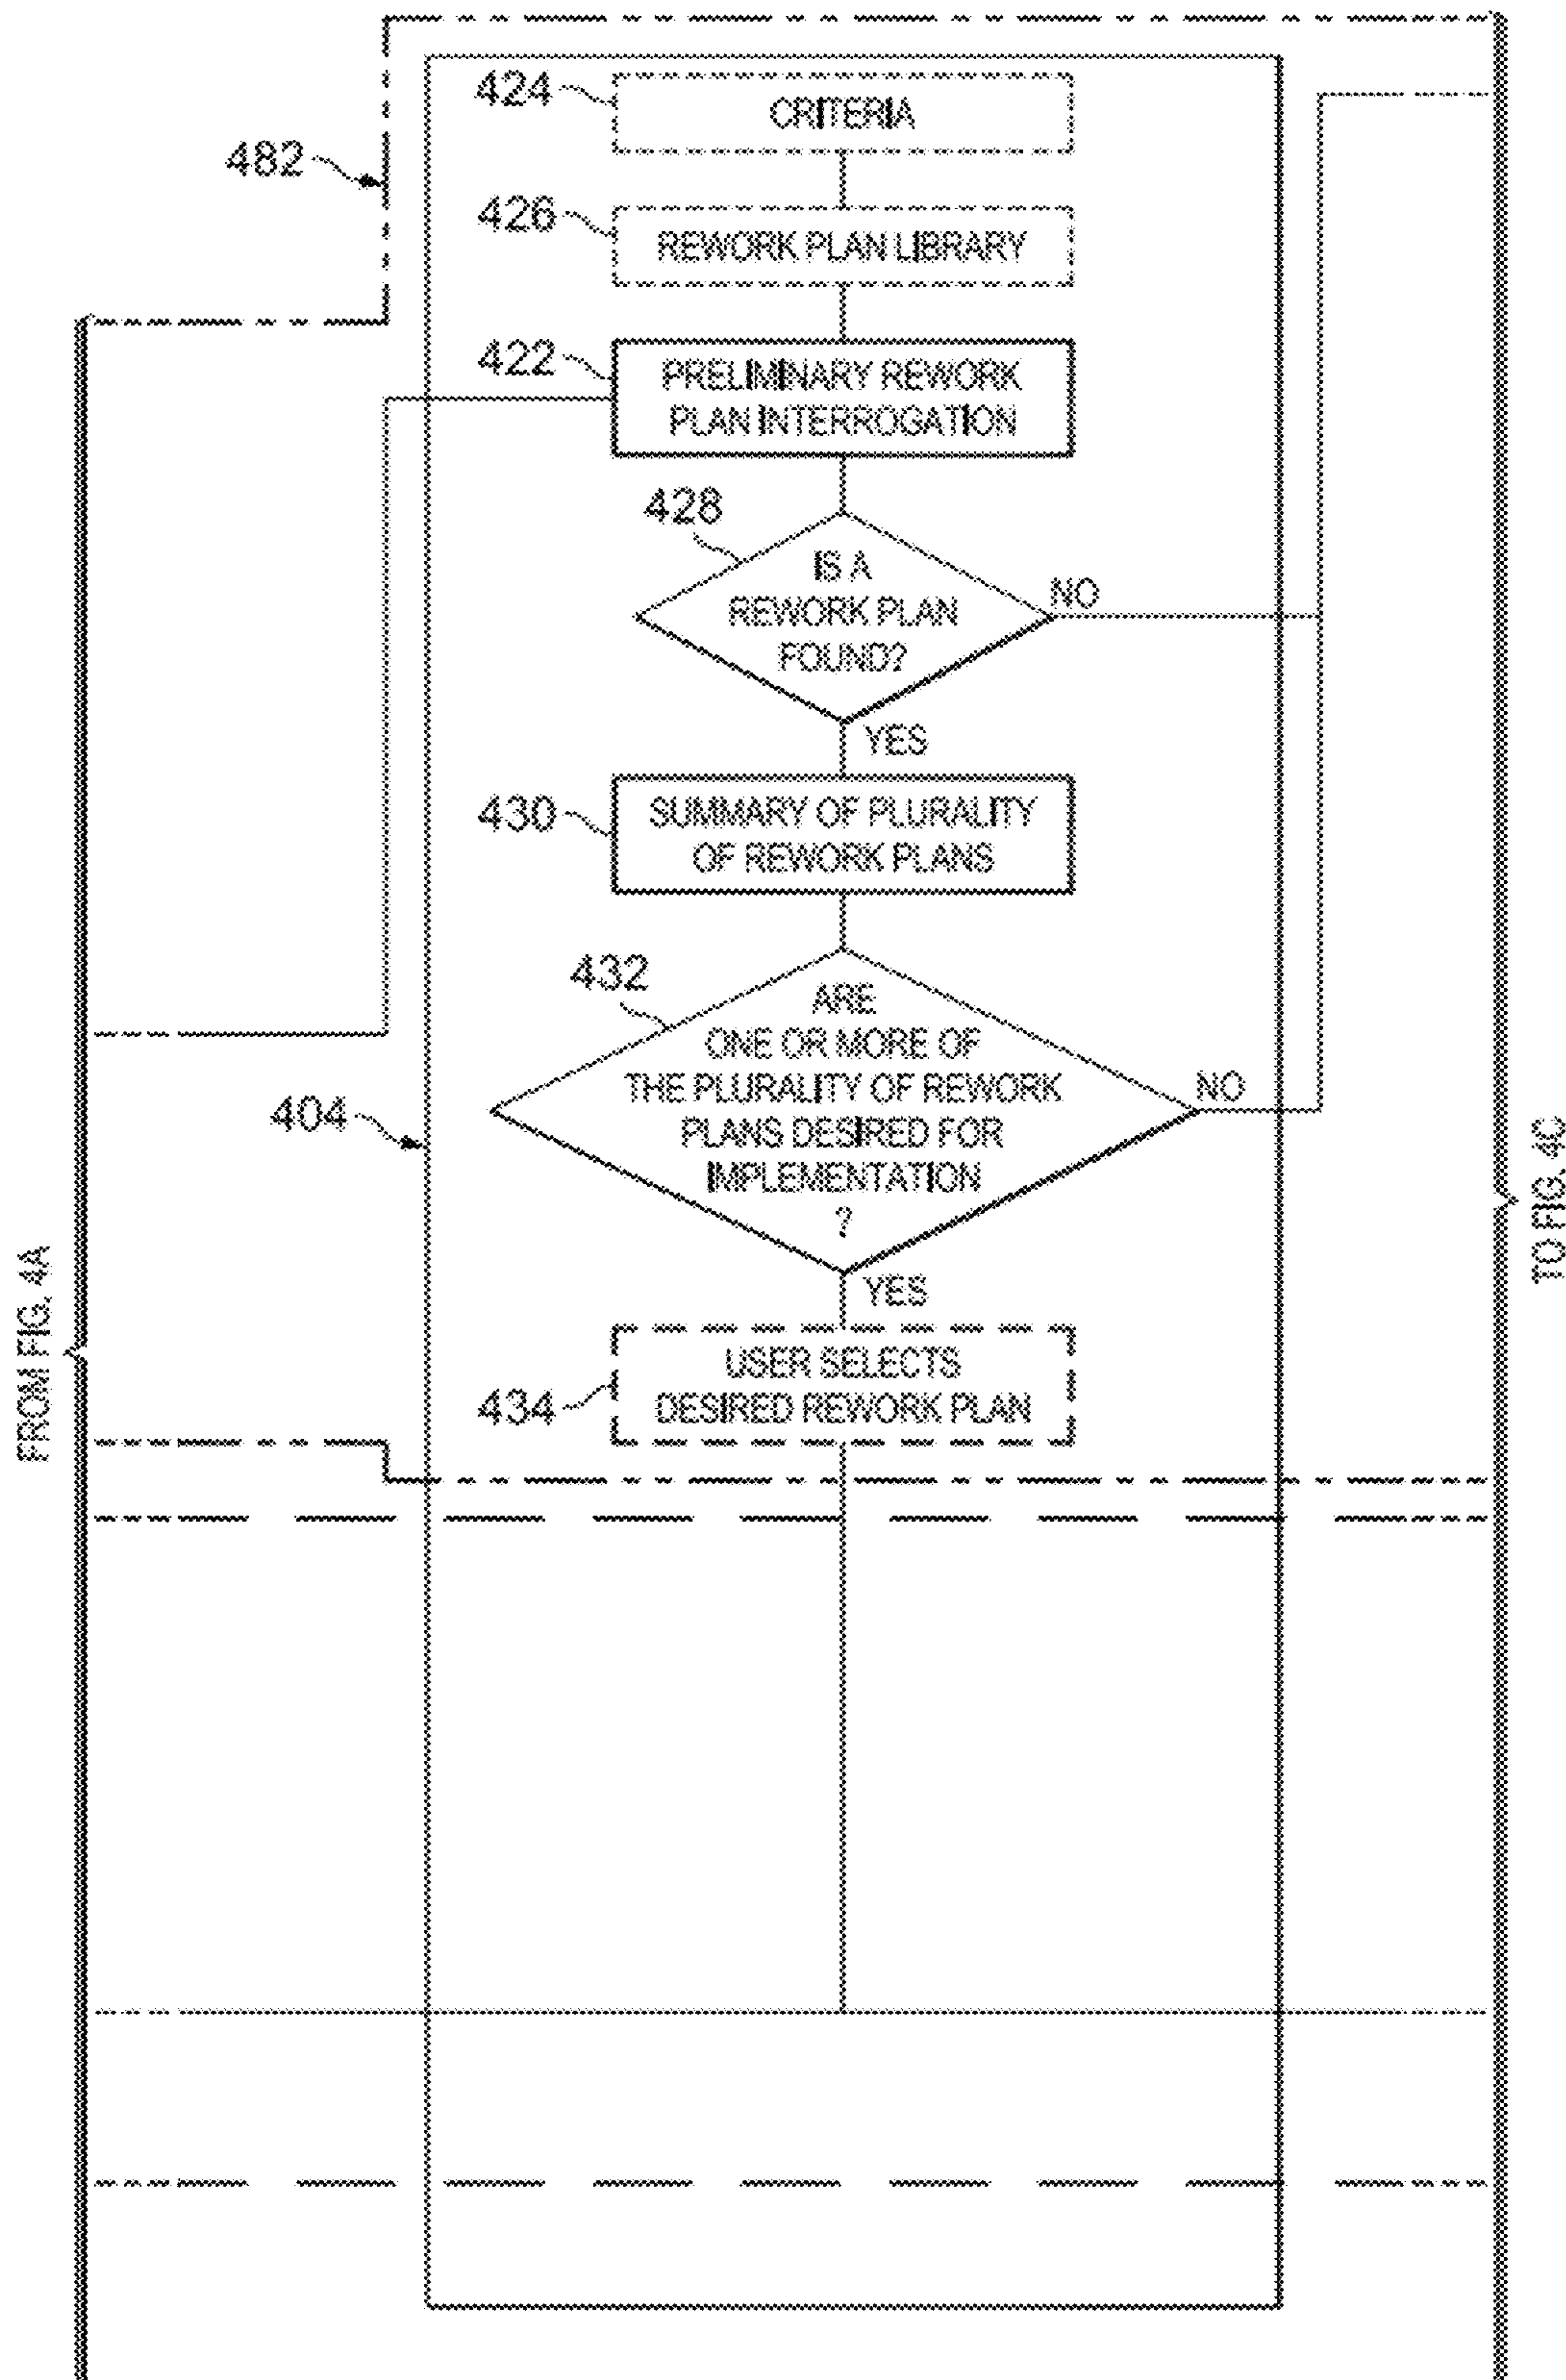 424
CRITERIA
482
426
REWORK PLAN LIBRARY
422
PRELIMINARY REWORK
PLAN INTERROGATION
428
IS A
REWORK PLAN
FOUND?
NO
YES
430
SUMMARY OF PLURALITY
OF REWORK PLANS
432
ARE
ONE OR MORE OF
THE PLURALITY OF REWORK
PLANS DESIRED FOR
IMPLEMENTATION
?
NO
404
YES
434
USER SELECTS
DESIRED REWORK PLAN
FROM FIG. 4A
TO FIG. 4C